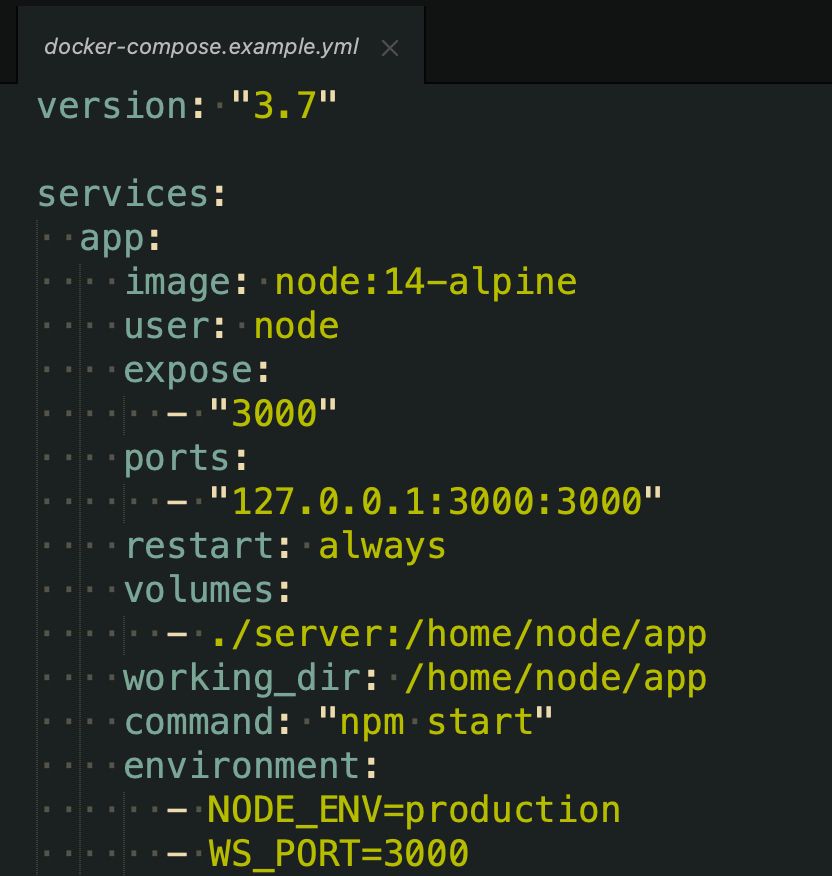 docker-compose.example.yml
version: "3.7"
services:
  app:
    image: node:14-alpine
    user: node
    expose:
      - "3000"
    ports:
      - "127.0.0.1:3000:3000"
    restart: always
    volumes:
      - ./server:/home/node/app
    working_dir: /home/node/app
    command: "npm start"
    environment:
      - NODE_ENV=production
      - WS_PORT=3000